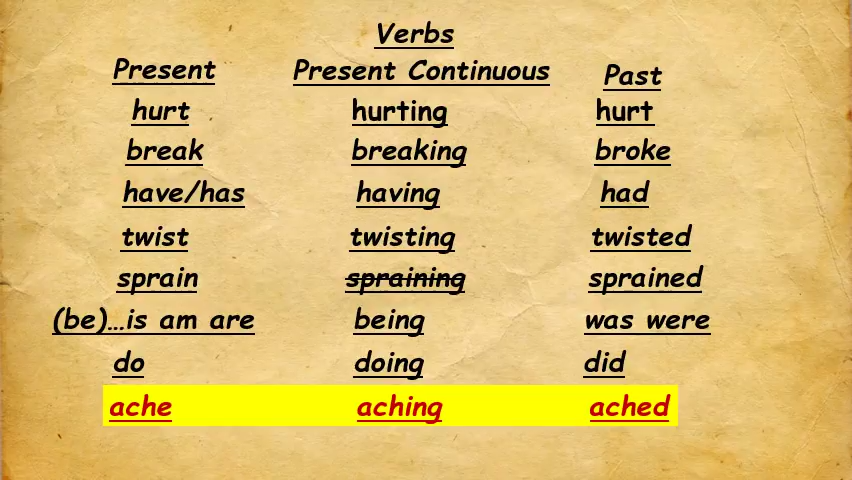 Verbs
Present Present Continuous Past
hurt hurting hurt
break breaking broke
have/has having had
twist twisting twisted
sprain spraining sprained
(be)...is am are being was were
do doing did
ache aching ached